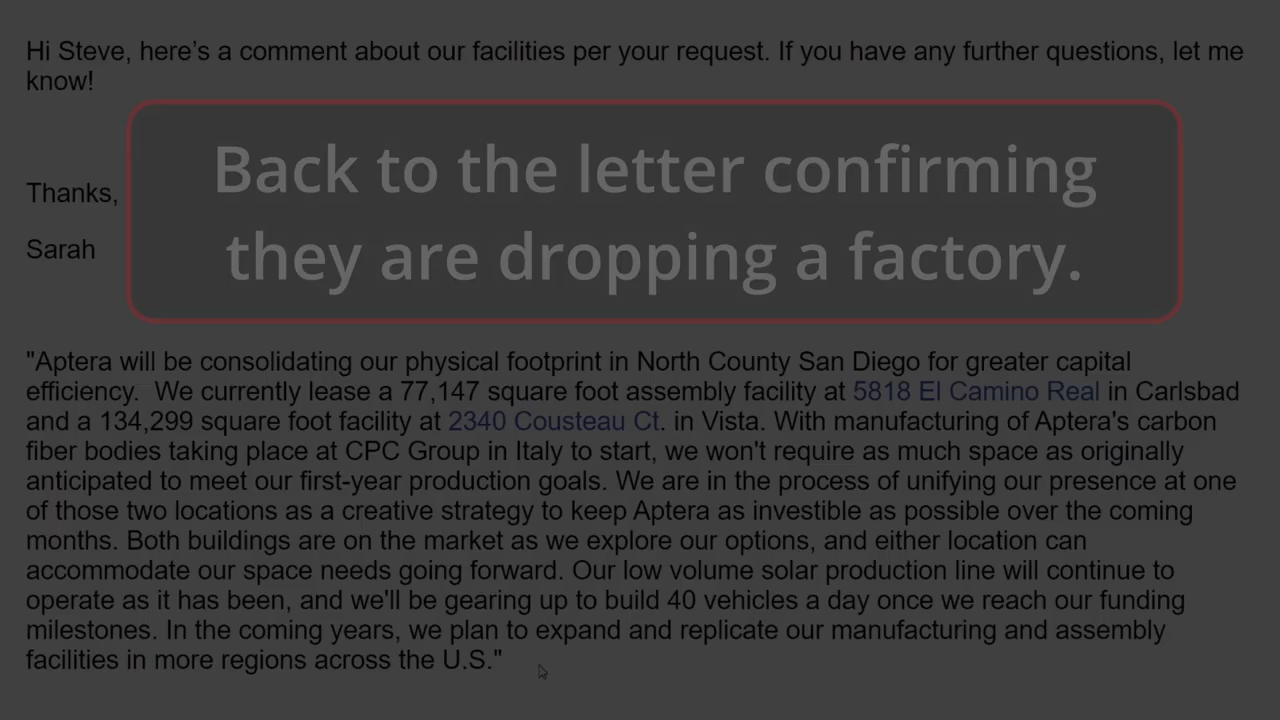 Hi Steve, here’s a comment about our facilities per your request. If you have any further questions, let me
know!
Back to the letter confirming
they are dropping a factory.
Thanks,
Sarah
"Aptera will be consolidating our physical footprint in North County San Diego for greater capital
efficiency.  We currently lease a 77,147 square foot assembly facility at 5818 El Camino Real in Carlsbad
and a 134,299 square foot facility at 2340 Cousteau Ct. in Vista. With manufacturing of Aptera's carbon
fiber bodies taking place at CPC Group in Italy to start, we won't require as much space as originally
anticipated to meet our first-year production goals. We are in the process of unifying our presence at one
of those two locations as a creative strategy to keep Aptera as investible as possible over the coming
months. Both buildings are on the market as we explore our options, and either location can
accommodate our space needs going forward. Our low volume solar production line will continue to
operate as it has been, and we'll be gearing up to build 40 vehicles a day once we reach our funding
milestones. In the coming years, we plan to expand and replicate our manufacturing and assembly
facilities in more regions across the U.S."